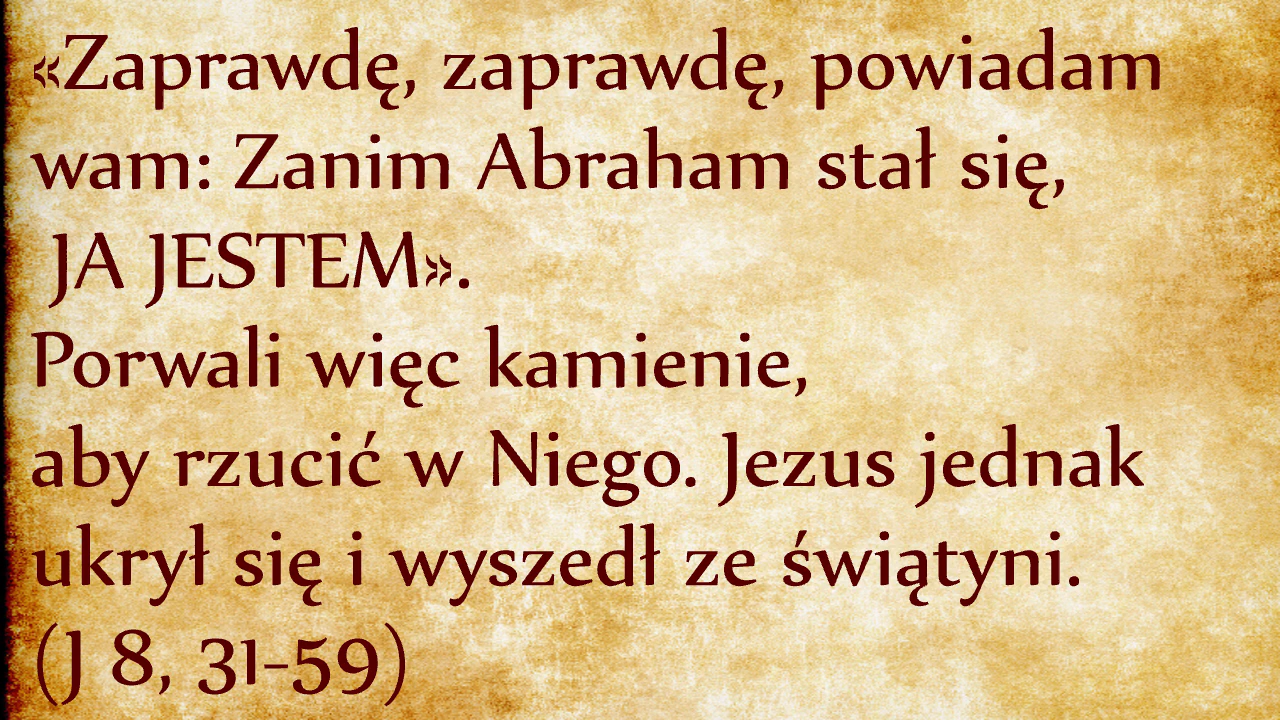 «Zaprawdę, zaprawdę, powiadam
wam: Zanim Abraham stał się,
JA JESTEM».
Porwali więc kamienie,
aby rzucić w Niego. Jezus jednak
ukrył się i wyszedł ze świątyni.
(J 8, 31-59)